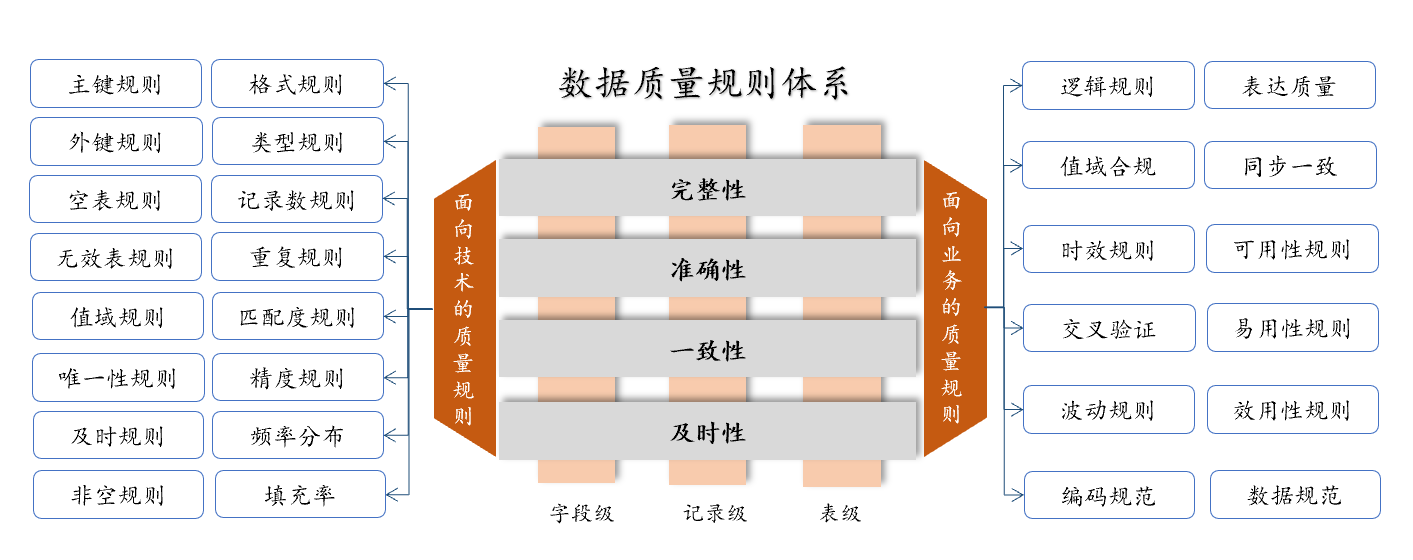 数据质量规则体系
主键规则 格式规则
外键规则 类型规则
空表规则 记录数规则
无效表规则 重复规则
值域规则 匹配度规则
唯一性规则 精度规则
及时规则 频率分布
非空规则 填充率
面向技术的质量规则
完整性
准确性
一致性
及时性
字段级 记录级 表级
面向业务的质量规则
逻辑规则 表达质量
值域合规 同步一致
时效规则 可用性规则
交叉验证 易用性规则
波动规则 效用性规则
编码规范 数据规范